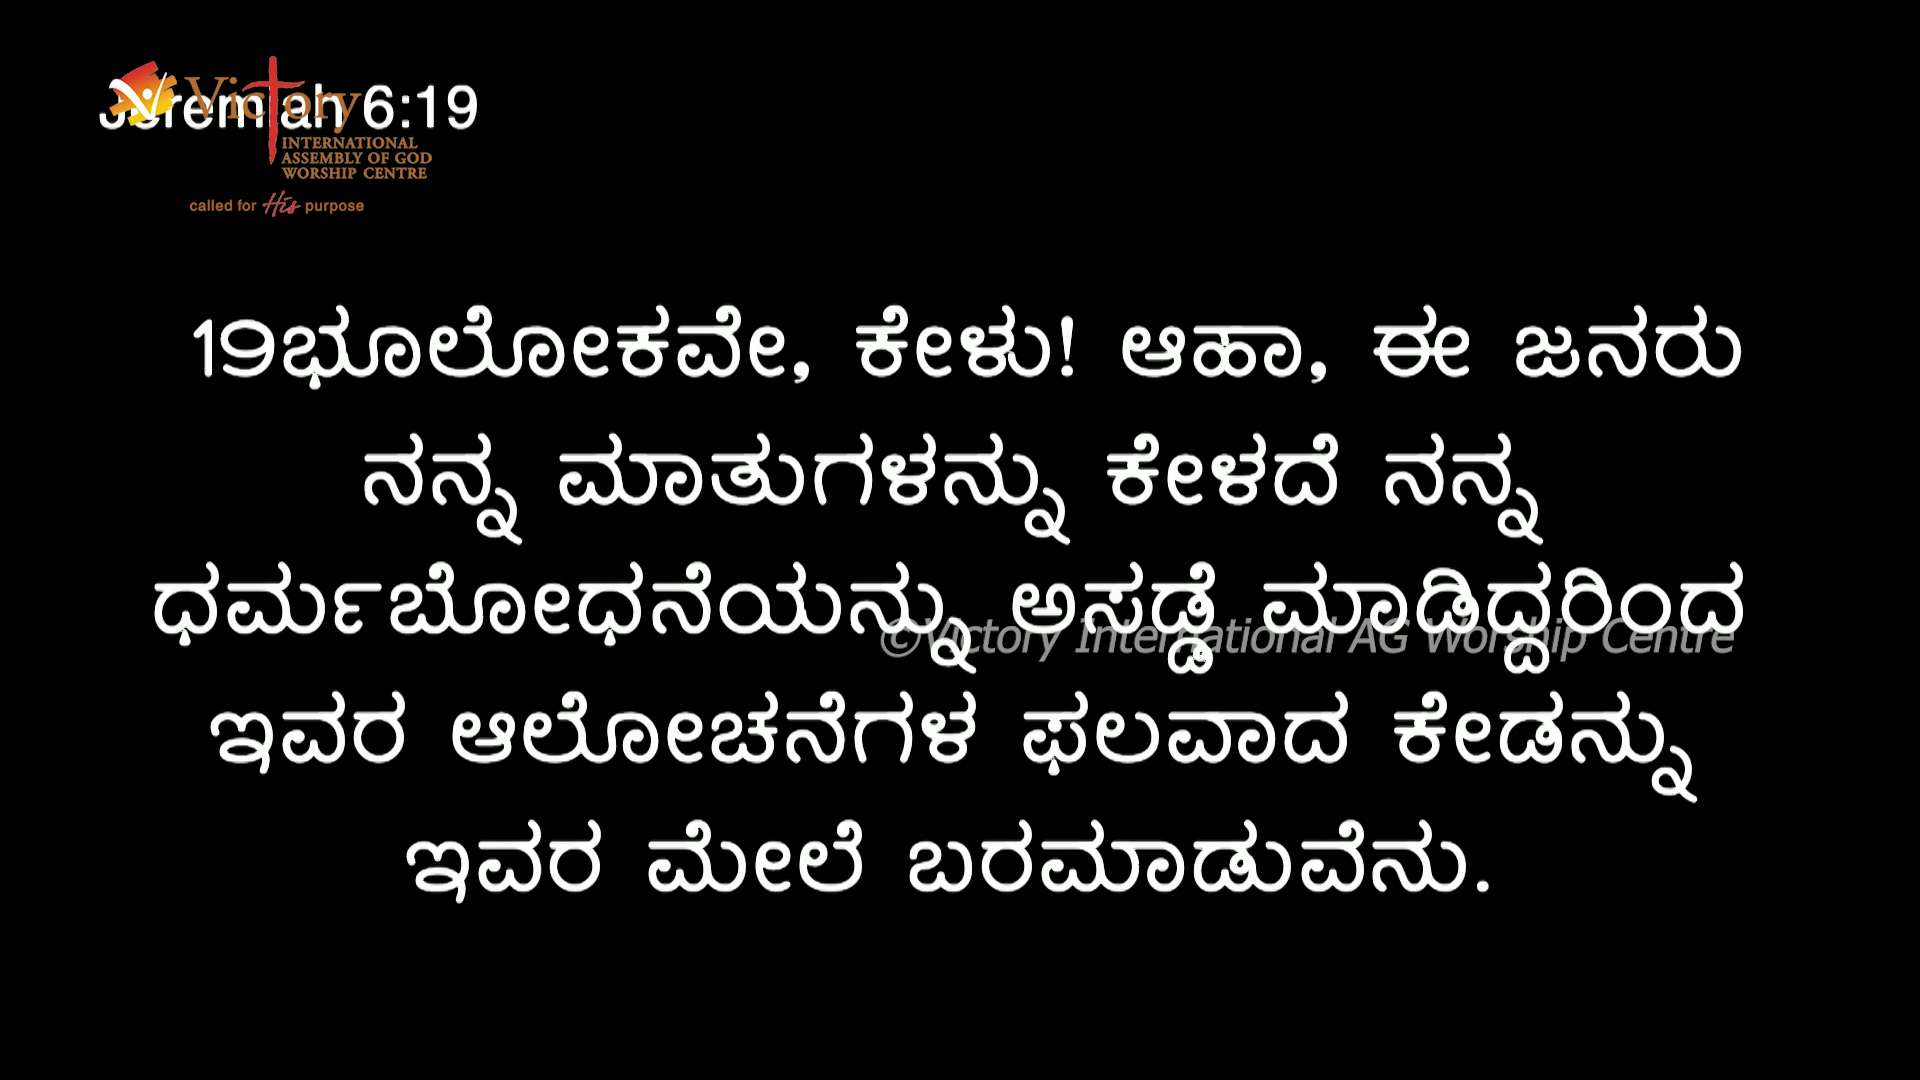 Jeremiah 6:19
Victory
INTERNATIONAL
ASSEMBLY OF GOD
WORSHIP CENTRE
called for His purpose
19ಭೂಲೋಕವೇ, ಕೇಳು! ಆಹಾ, ಈ ಜನರು
ನನ್ನ ಮಾತುಗಳನ್ನು ಕೇಳದೆ ನನ್ನ
ಧರ್ಮಬೋಧನೆಯನ್ನು ಅಸಡ್ಡೆ ಮಾಡಿದ್ದರಿಂದ
©Victory International AG Worship Centre
ಇವರ ಆಲೋಚನೆಗಳ ಫಲವಾದ ಕೇಡನ್ನು
ಇವರ ಮೇಲೆ ಬರಮಾಡುವೆನು.